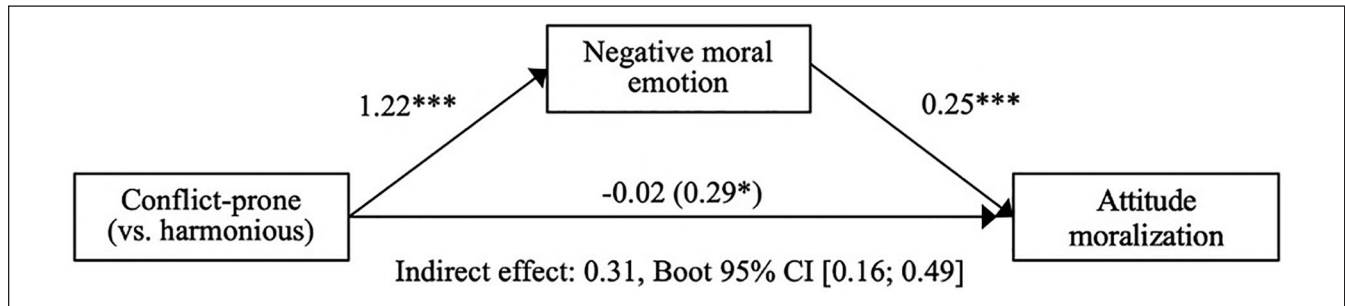 Negative moral
emotion
1.22***
0.25***
Conflict-prone
(vs. harmonious)
-0.02 (0.29*)
Attitude
moralization
Indirect effect: 0.31, Boot 95% CI [0.16; 0.49]